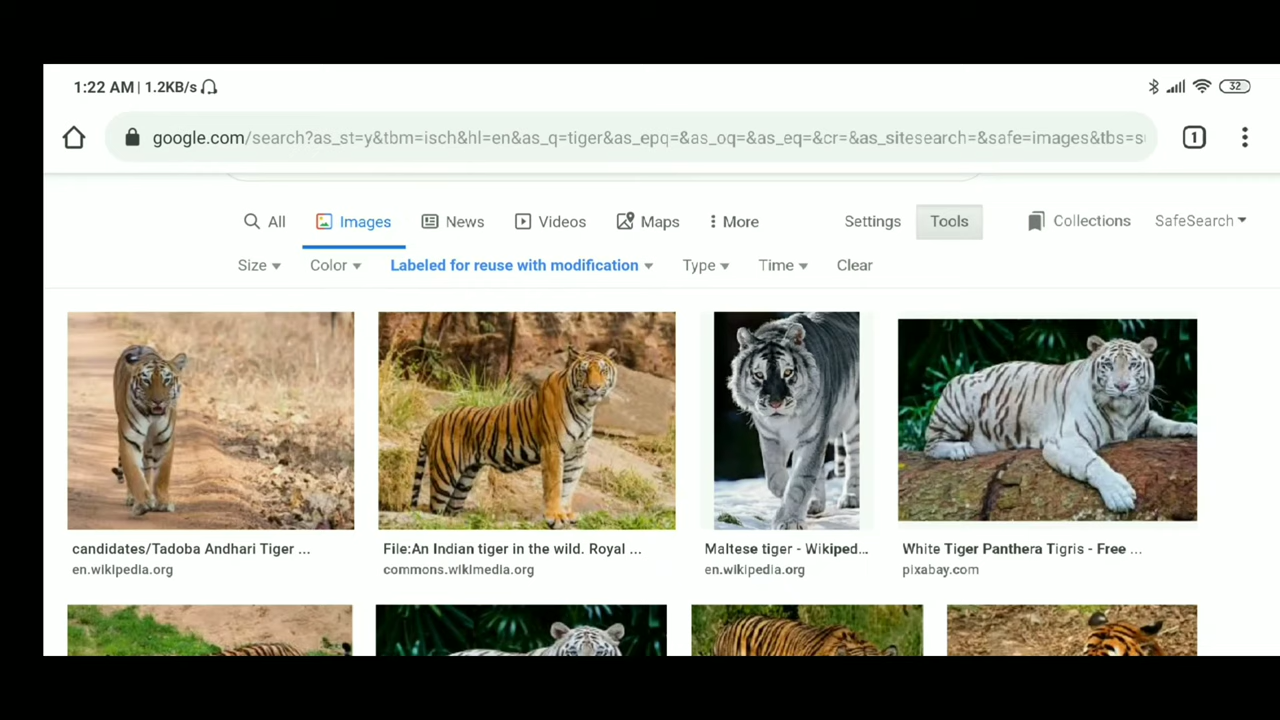 1:22 AM | 1.2KB/s 32
google.com/search?as_st=y&tbm=isch&hl=en&as_q=tiger&as_epq=&as_oq=&as_eq=&cr=&as_sitesearch=&safe=images&tbs=s
1
All Images News Videos Maps More Settings Tools Collections SafeSearch
Size Color Labeled for reuse with modification Type Time Clear
candidates/Tadoba Andhari Tiger ... File:An Indian tiger in the wild. Royal ... Maltese tiger - Wikiped... White Tiger Panthera Tigris - Free ...
en.wikipedia.org commons.wikimedia.org en.wikipedia.org pixabay.com